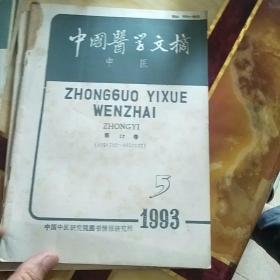 中国医学文摘
中医
ZHONGGUO YIXUE
WENZHAI
ZHONGYI
第12卷
5
1993
中国中医研究院图书情报研究所